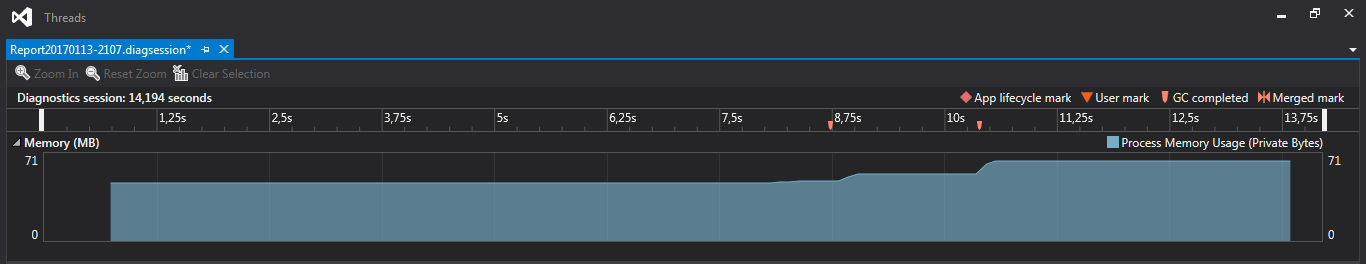 Threads
Report20170113-2107.diagsession*
Zoom In Reset Zoom Clear Selection
Diagnostics session: 14,194 seconds App lifecycle mark User mark GC completed Merged mark
1,25s 2,5s 3,75s 5s 6,25s 7,5s 8,75s 10s 11,25s 12,5s 13,75s
Memory (MB) Process Memory Usage (Private Bytes)
71 71
0 0